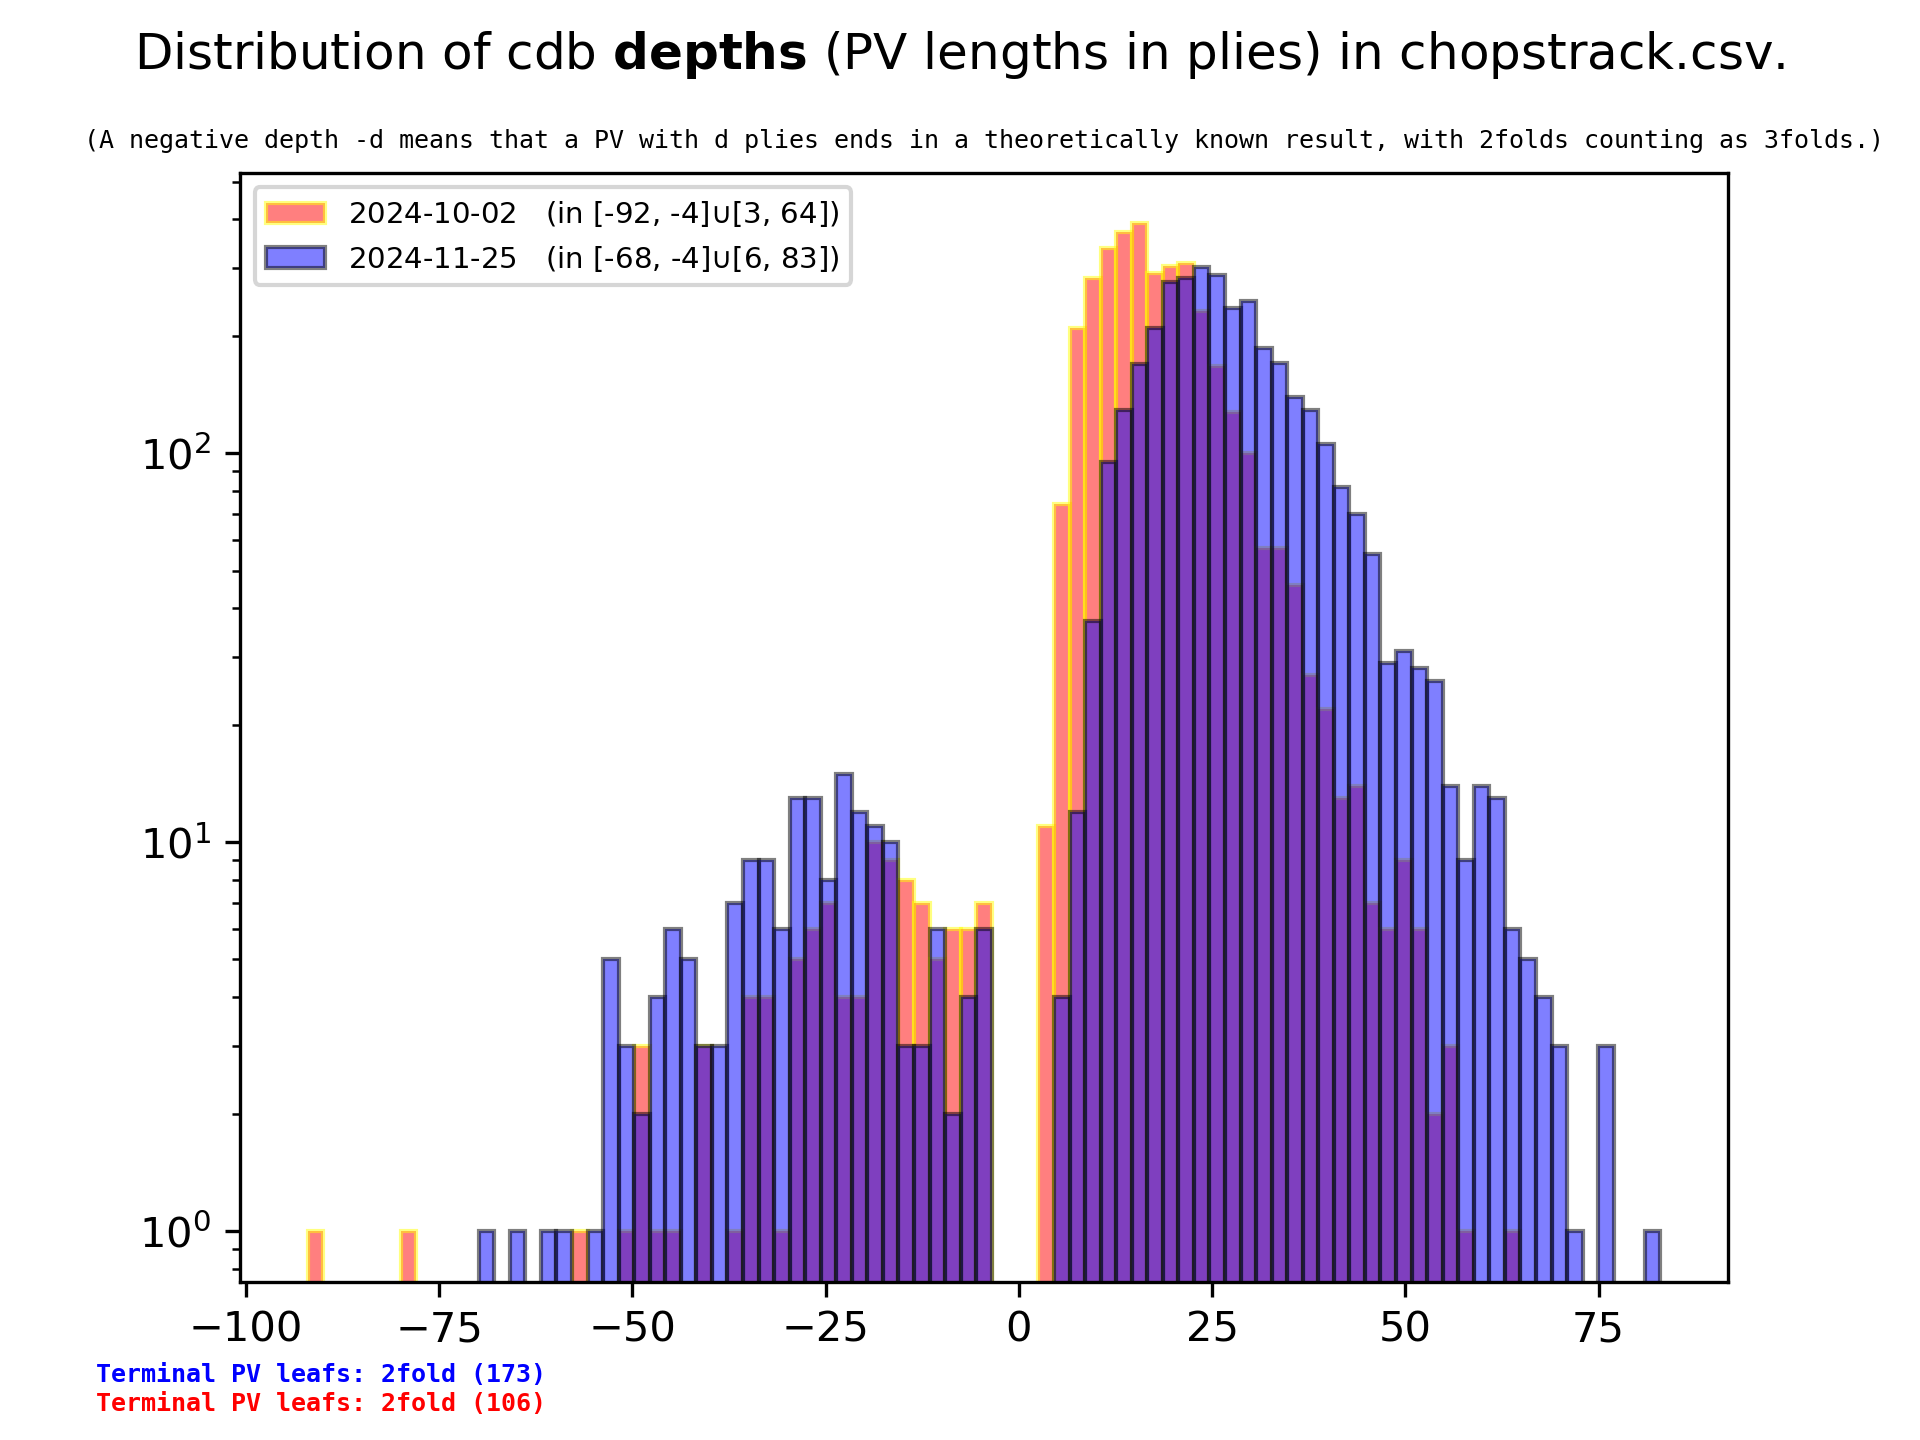 Distribution of cdb depths (PV lengths in plies) in chopstrack.csv.
(A negative depth -d means that a PV with d plies ends in a theoretically known result, with 2folds counting as 3folds.)
2024-10-02 (in [-92, -4]∪[3, 64])
2024-11-25 (in [-68, -4]∪[6, 83])
10²
10¹
10⁰
−100 −75 −50 −25 0 25 50 75
Terminal PV leafs: 2fold (173)
Terminal PV leafs: 2fold (106)